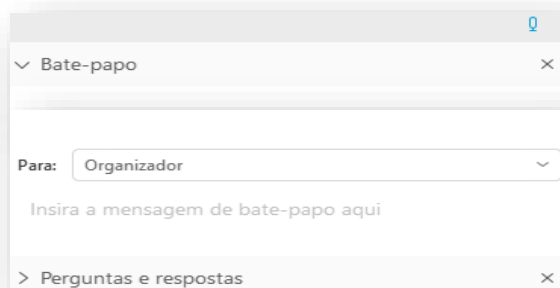 Bate-papo
Para: Organizador
Insira a mensagem de bate-papo aqui
Perguntas e respostas